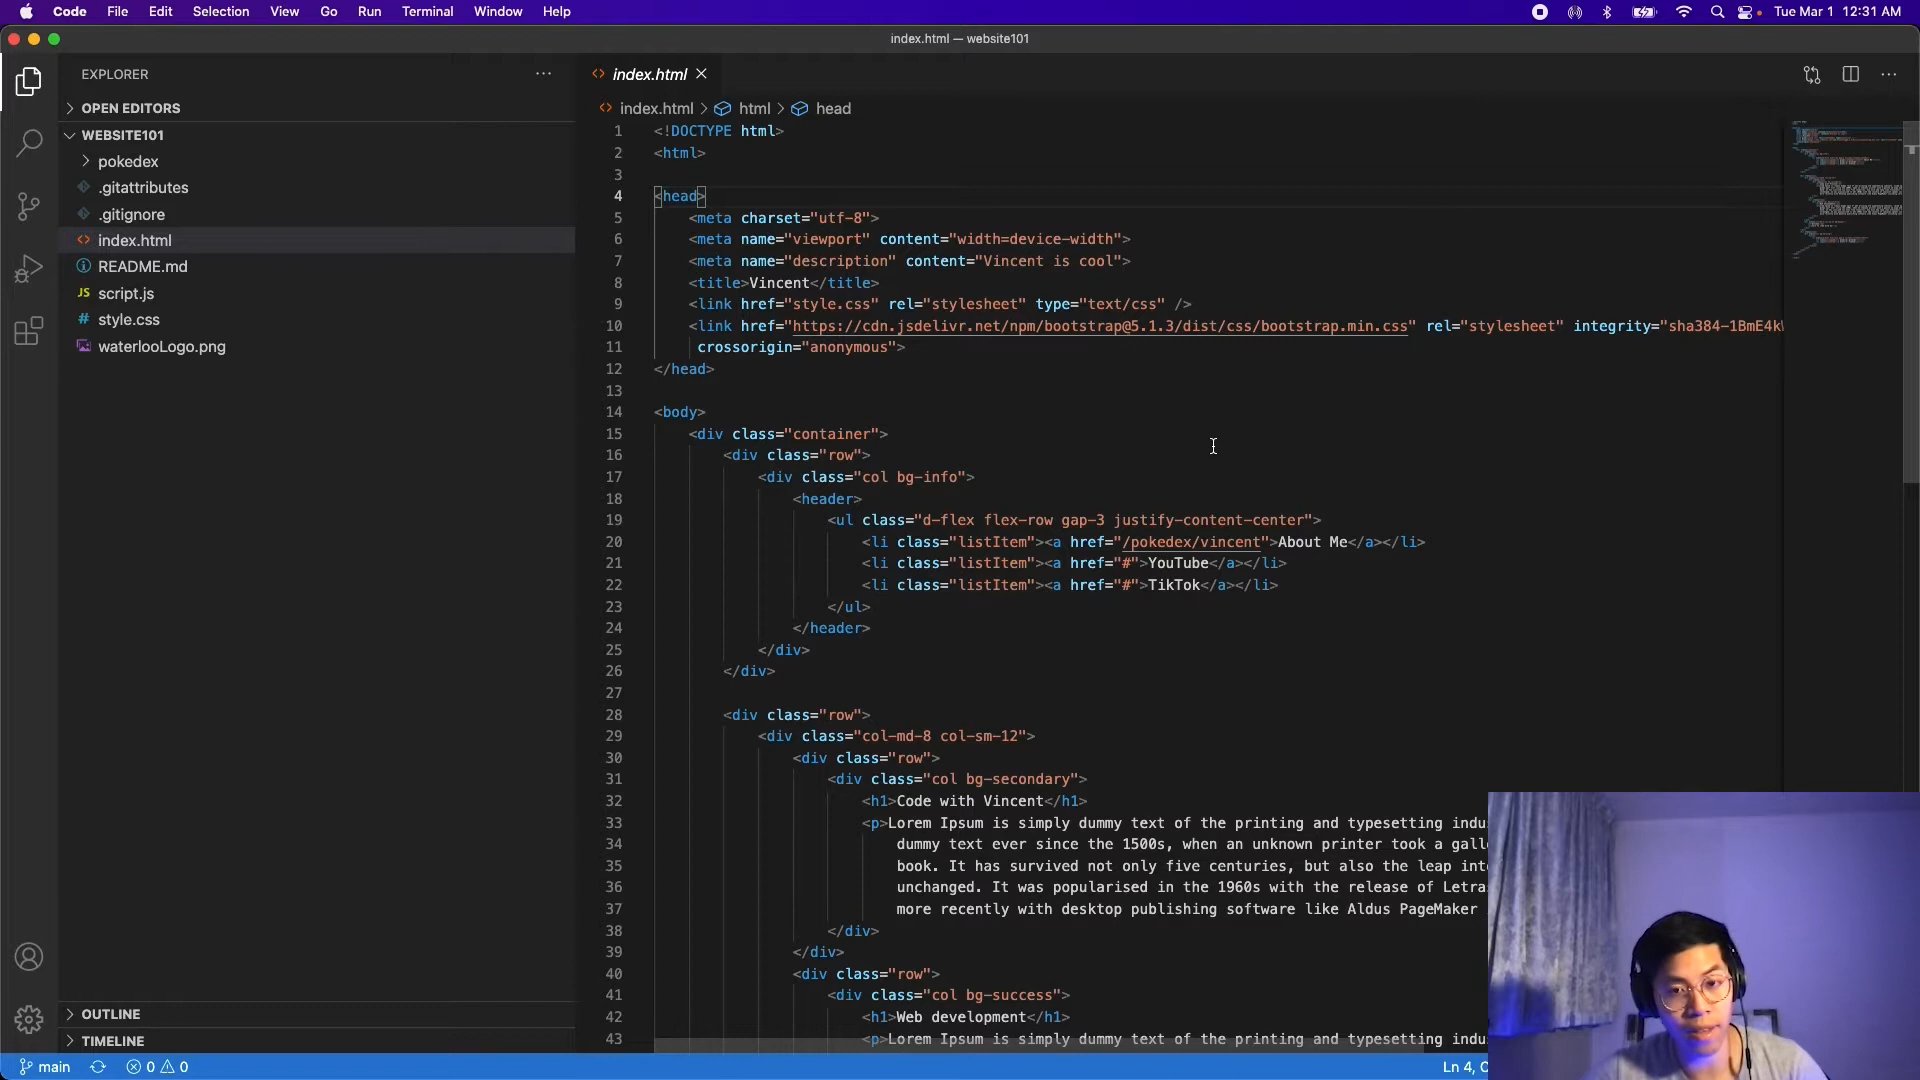 Code File Edit Selection View Go Run Terminal Window Help Tue Mar 1 12:31 AM
index.html — website101
EXPLORER
OPEN EDITORS
WEBSITE101
pokedex
.gitattributes
.gitignore
index.html
README.md
JS script.js
# style.css
waterlooLogo.png
OUTLINE
TIMELINE
index.html
index.html > html > head
1 <!DOCTYPE html>
2 <html>
3
4 <head>
5 <meta charset="utf-8">
6 <meta name="viewport" content="width=device-width">
7 <meta name="description" content="Vincent is cool">
8 <title>Vincent</title>
9 <link href="style.css" rel="stylesheet" type="text/css" />
10 <link href="https://cdn.jsdelivr.net/npm/bootstrap@5.1.3/dist/css/bootstrap.min.css" rel="stylesheet" integrity="sha384-1BmE4k
11 crossorigin="anonymous">
12 </head>
13
14 <body>
15 <div class="container">
16 <div class="row">
17 <div class="col bg-info">
18 <header>
19 <ul class="d-flex flex-row gap-3 justify-content-center">
20 <li class="listItem"><a href="/pokedex/vincent">About Me</a></li>
21 <li class="listItem"><a href="#">YouTube</a></li>
22 <li class="listItem"><a href="#">TikTok</a></li>
23 </ul>
24 </header>
25 </div>
26 </div>
27
28 <div class="row">
29 <div class="col-md-8 col-sm-12">
30 <div class="row">
31 <div class="col bg-secondary">
32 <h1>Code with Vincent</h1>
33 <p>Lorem Ipsum is simply dummy text of the printing and typesetting indu
34 dummy text ever since the 1500s, when an unknown printer took a gall
35 book. It has survived not only five centuries, but also the leap int
36 unchanged. It was popularised in the 1960s with the release of Letra
37 more recently with desktop publishing software like Aldus PageMaker
38 </div>
39 </div>
40 <div class="row">
41 <div class="col bg-success">
42 <h1>Web development</h1>
43 <p>Lorem Ipsum is simply dummy text of the printing and typesetting indu
main 0 0 Ln 4, C